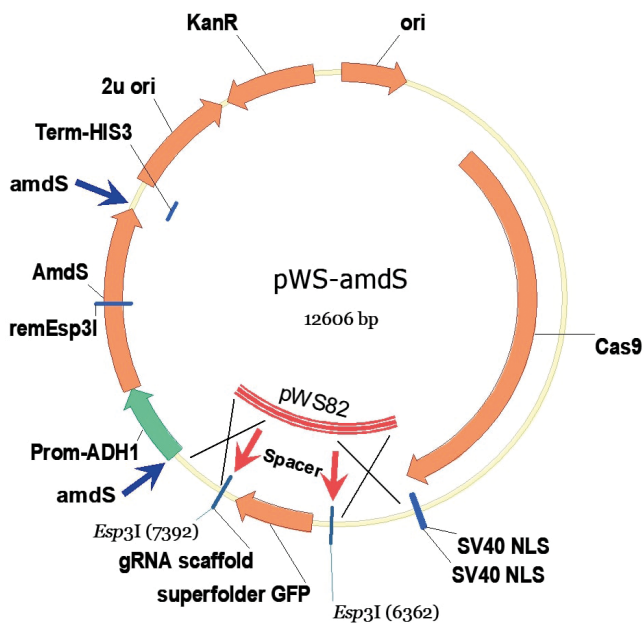 KanR
ori
2u ori
Term-HIS3
amdS
AmdS
remEsp3I
pWS-amdS
12606 bp
Cas9
pWS82
Spacer
Prom-ADH1
amdS
Esp3I (7392)
gRNA scaffold
superfolder GFP
Esp3I (6362)
SV40 NLS
SV40 NLS